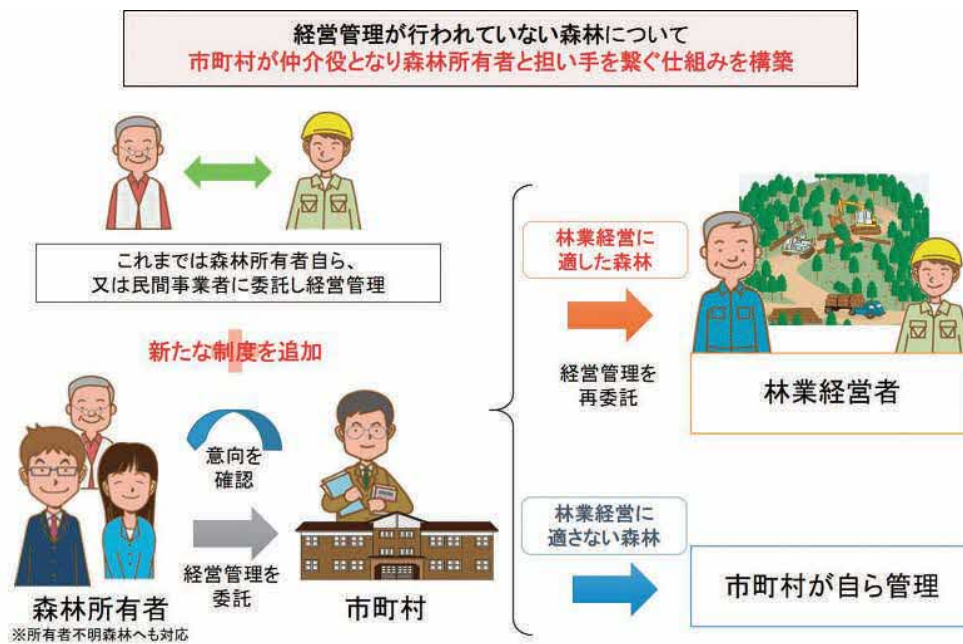 経営管理が行われていない森林について
市町村が仲介役となり森林所有者と担い手を繋ぐ仕組みを構築
これまでは森林所有者自ら、
又は民間事業者に委託し経営管理
新たな制度を追加
意向を
確認
経営管理を
委託
森林所有者
※所有者不明森林へも対応
市町村
林業経営に
適した森林
経営管理を
再委託
林業経営者
林業経営に
適さない森林
市町村が自ら管理